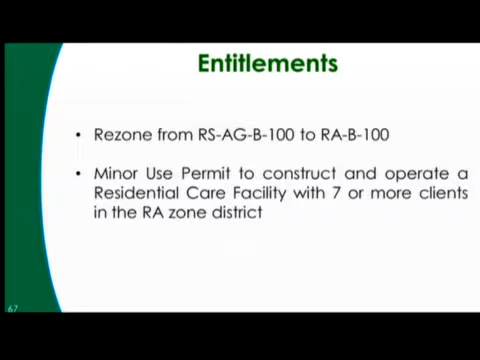 Entitlements
• Rezone from RS-AG-B-100 to RA-B-100
• Minor Use Permit to construct and operate a
Residential Care Facility with 7 or more clients
in the RA zone district
67